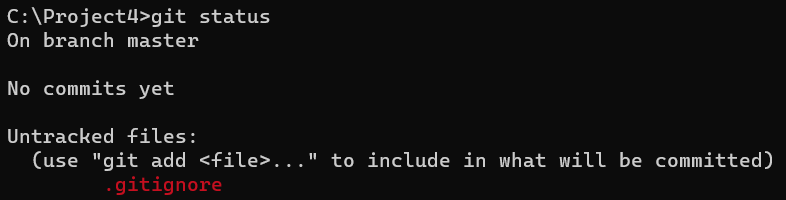 C:\Project4>git status
On branch master
No commits yet
Untracked files:
(use "git add <file>..." to include in what will be committed)
.gitignore